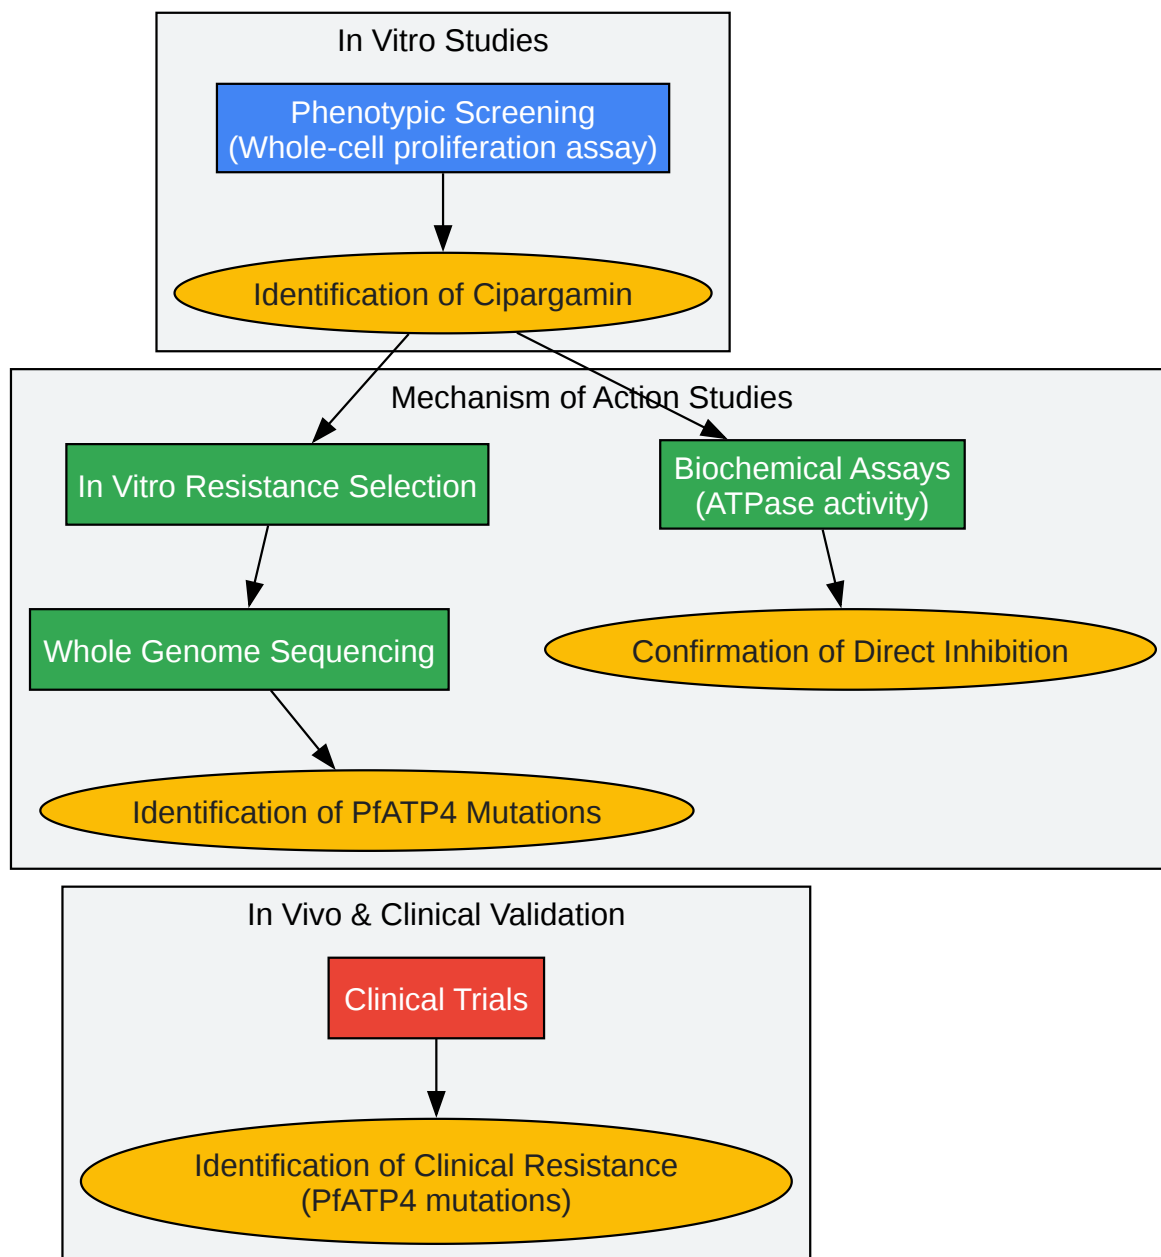 In Vitro Studies
Phenotypic Screening
(Whole-cell proliferation assay)
Identification of Cipargamin
Mechanism of Action Studies
In Vitro Resistance Selection
Biochemical Assays
(ATPase activity)
Whole Genome Sequencing
Confirmation of Direct Inhibition
Identification of PfATP4 Mutations
In Vivo & Clinical Validation
Clinical Trials
Identification of Clinical Resistance
(PfATP4 mutations)